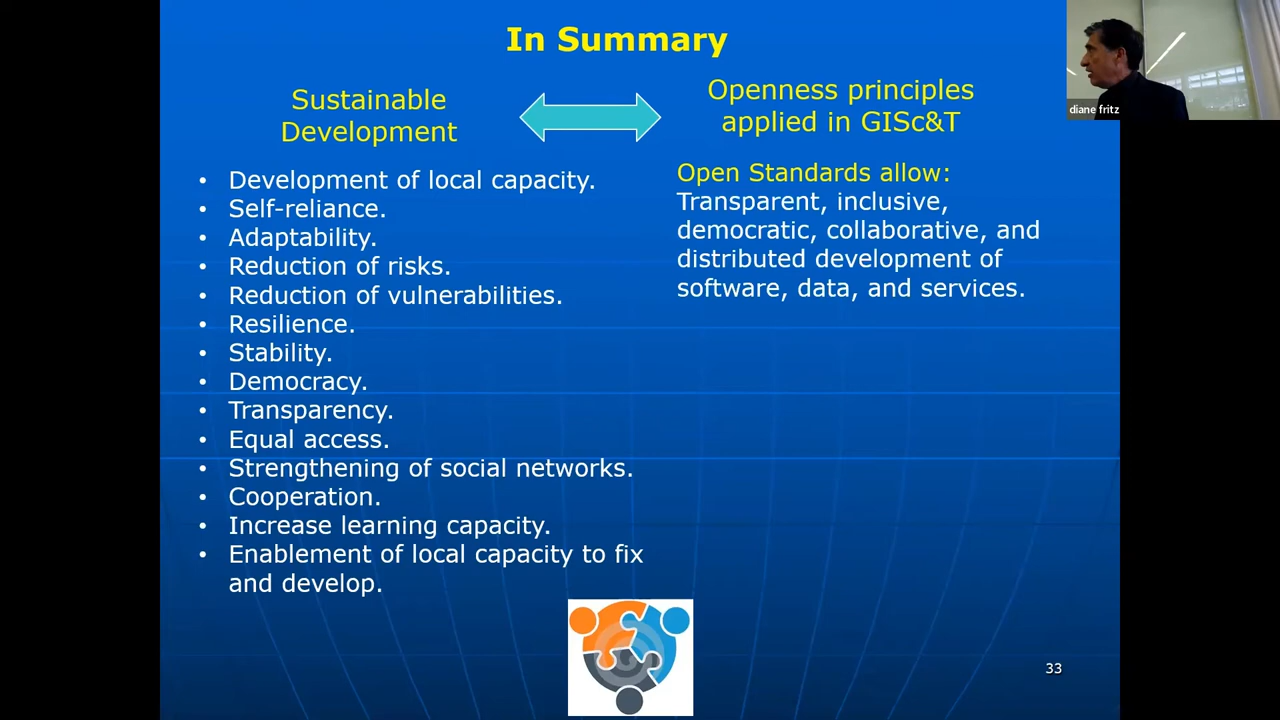 In Summary
Sustainable
Development
• Development of local capacity.
• Self-reliance.
• Adaptability.
• Reduction of risks.
• Reduction of vulnerabilities.
• Resilience.
• Stability.
• Democracy.
• Transparency.
• Equal access.
• Strengthening of social networks.
• Cooperation.
• Increase learning capacity.
• Enablement of local capacity to fix
and develop.
Openness principles
applied in GISc&T
Open Standards allow:
Transparent, inclusive,
democratic, collaborative, and
distributed development of
software, data, and services.
33
diane fritz